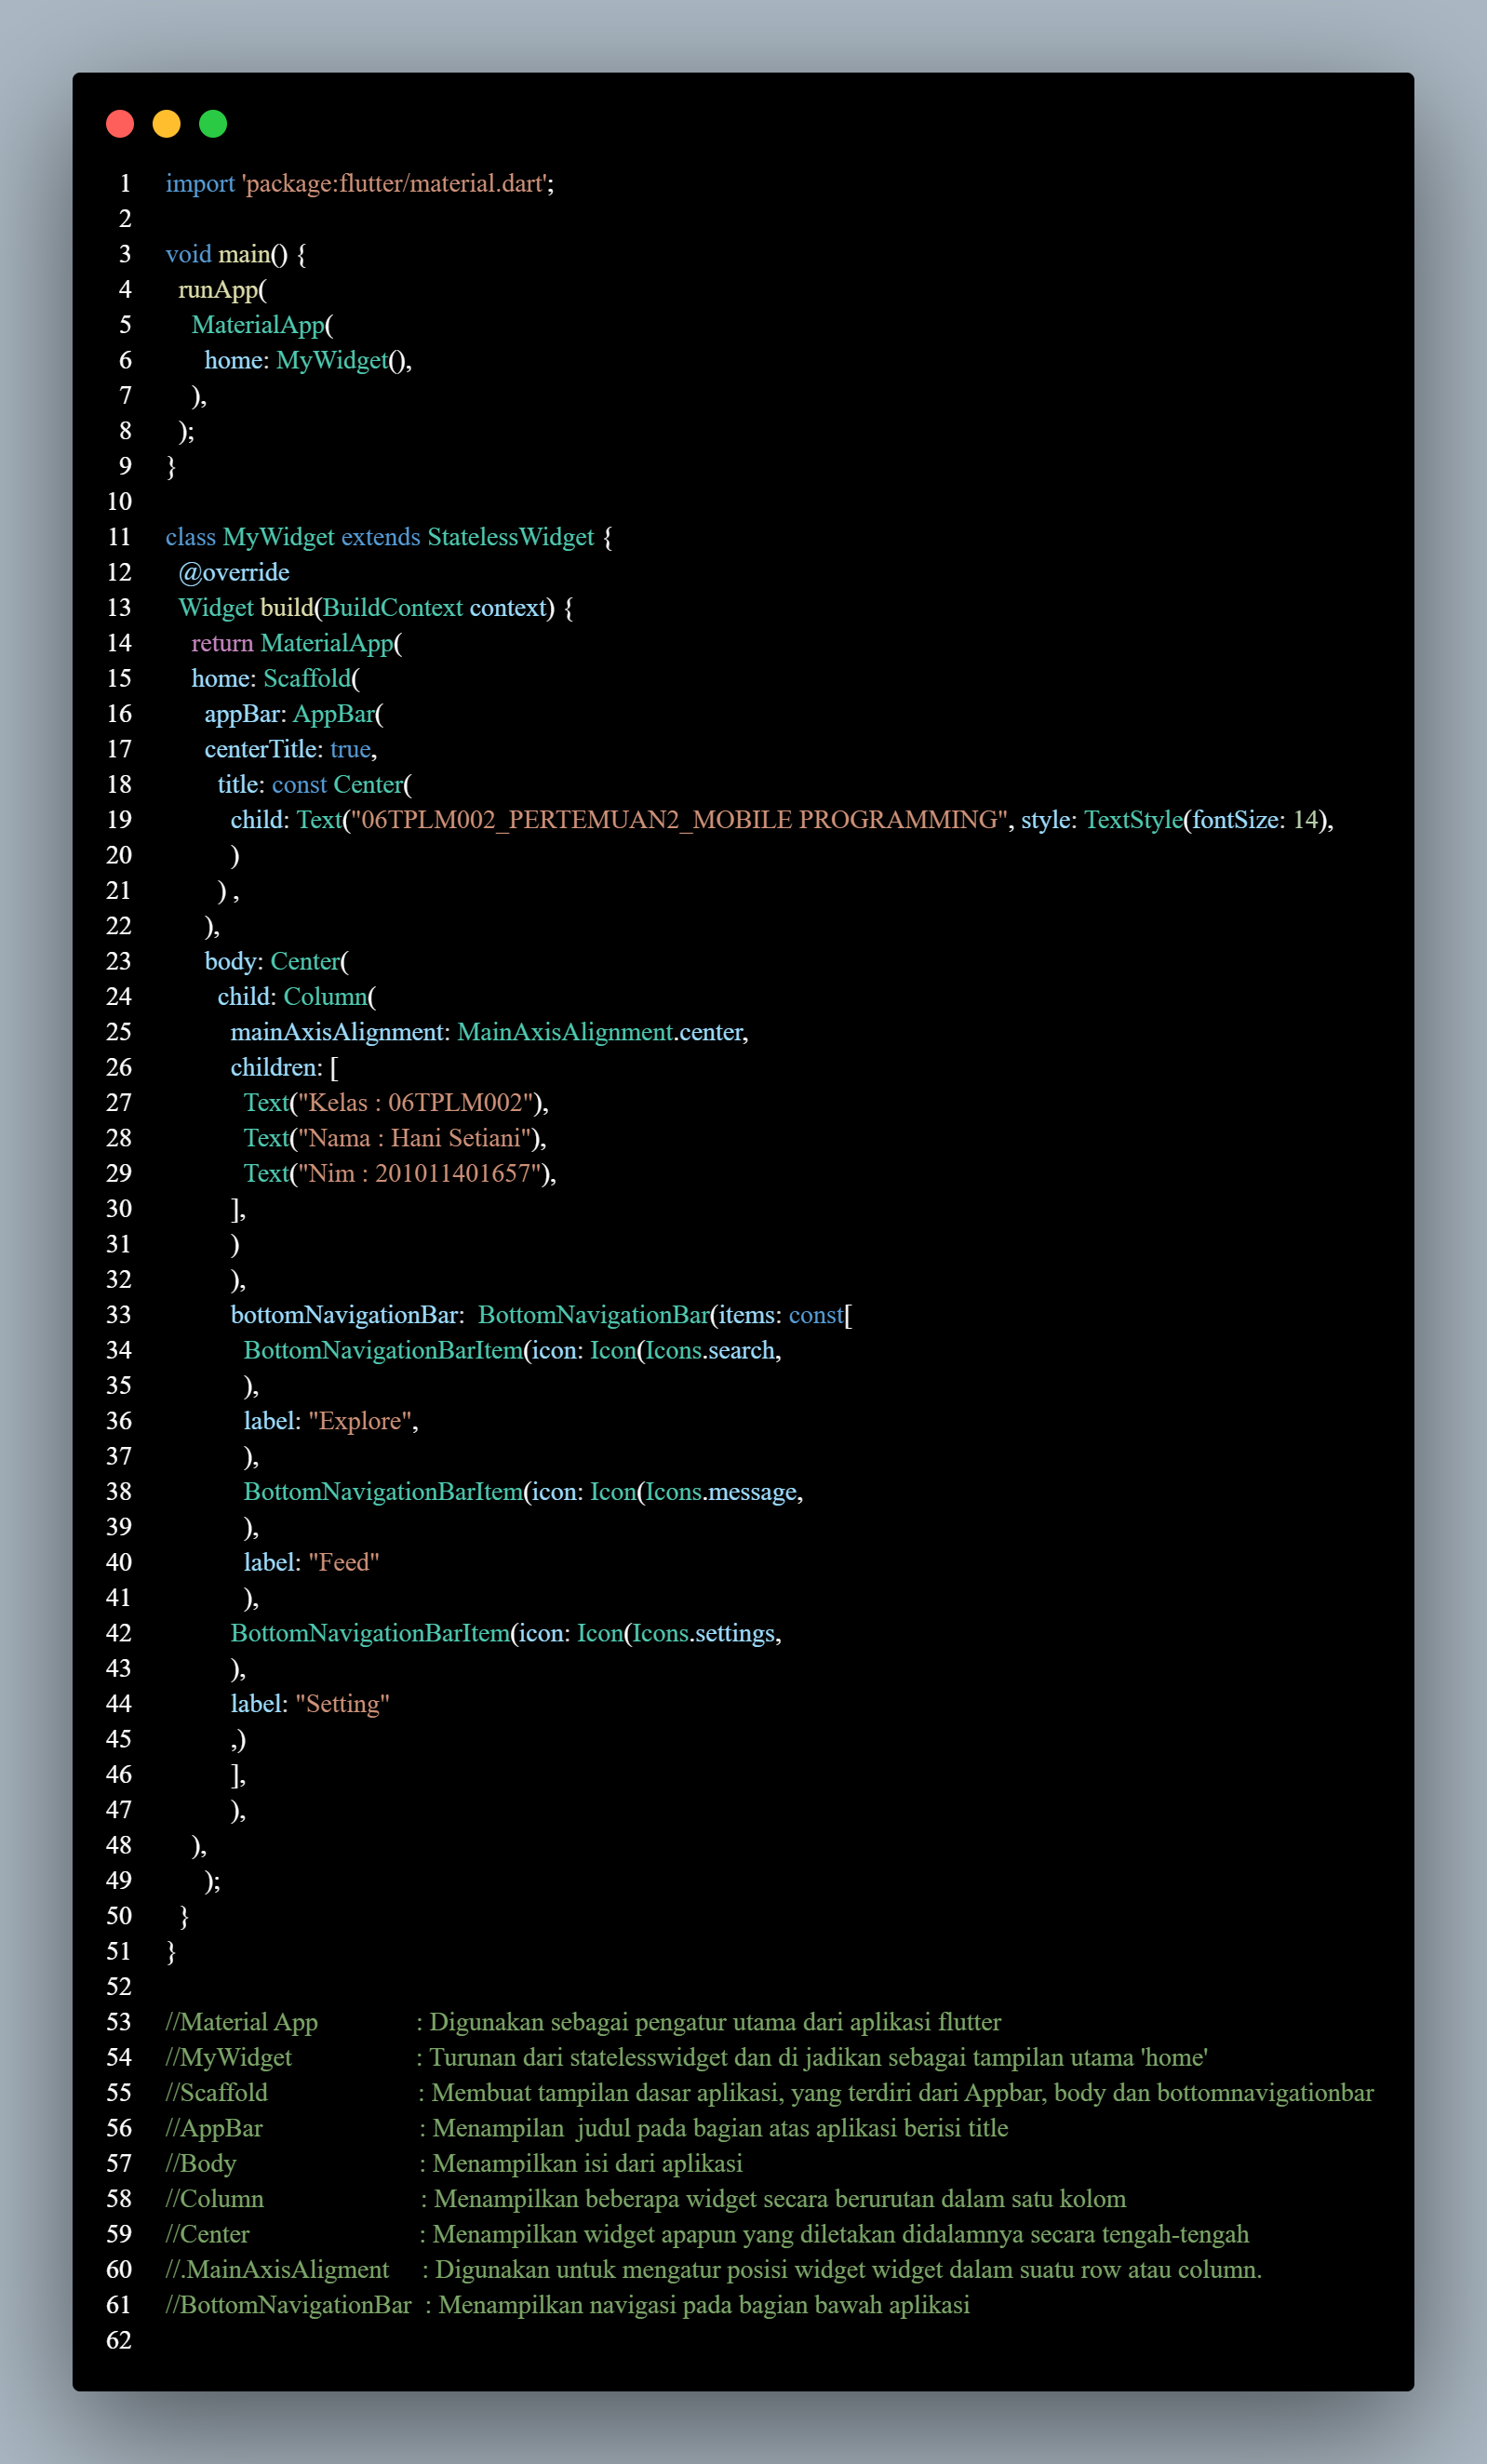 1 import 'package:flutter/material.dart';
2
3 void main() {
4   runApp(
5     MaterialApp(
6       home: MyWidget(),
7     ),
8   );
9 }
10
11 class MyWidget extends StatelessWidget {
12   @override
13   Widget build(BuildContext context) {
14     return MaterialApp(
15     home: Scaffold(
16       appBar: AppBar(
17       centerTitle: true,
18         title: const Center(
19           child: Text("06TPLM002_PERTEMUAN2_MOBILE PROGRAMMING", style: TextStyle(fontSize: 14),
20           )
21         ) ,
22       ),
23       body: Center(
24         child: Column(
25           mainAxisAlignment: MainAxisAlignment.center,
26           children: [
27             Text("Kelas : 06TPLM002"),
28             Text("Nama : Hani Setiani"),
29             Text("Nim : 201011401657"),
30           ],
31           )
32           ),
33           bottomNavigationBar:  BottomNavigationBar(items: const[
34             BottomNavigationBarItem(icon: Icon(Icons.search,
35             ),
36             label: "Explore",
37             ),
38             BottomNavigationBarItem(icon: Icon(Icons.message,
39             ),
40             label: "Feed"
41             ),
42           BottomNavigationBarItem(icon: Icon(Icons.settings,
43           ),
44           label: "Setting"
45           ,)
46           ],
47           ),
48     ),
49       );
50   }
51 }
52
53 //Material App               : Digunakan sebagai pengatur utama dari aplikasi flutter
54 //MyWidget                   : Turunan dari statelesswidget dan di jadikan sebagai tampilan utama 'home'
55 //Scaffold                       : Membuat tampilan dasar aplikasi, yang terdiri dari Appbar, body dan bottomnavigationbar
56 //AppBar                        : Menampilan  judul pada bagian atas aplikasi berisi title
57 //Body                            : Menampilkan isi dari aplikasi
58 //Column                        : Menampilkan beberapa widget secara berurutan dalam satu kolom
59 //Center                          : Menampilkan widget apapun yang diletakan didalamnya secara tengah-tengah
60 //.MainAxisAligment     : Digunakan untuk mengatur posisi widget widget dalam suatu row atau column.
61 //BottomNavigationBar  : Menampilkan navigasi pada bagian bawah aplikasi
62